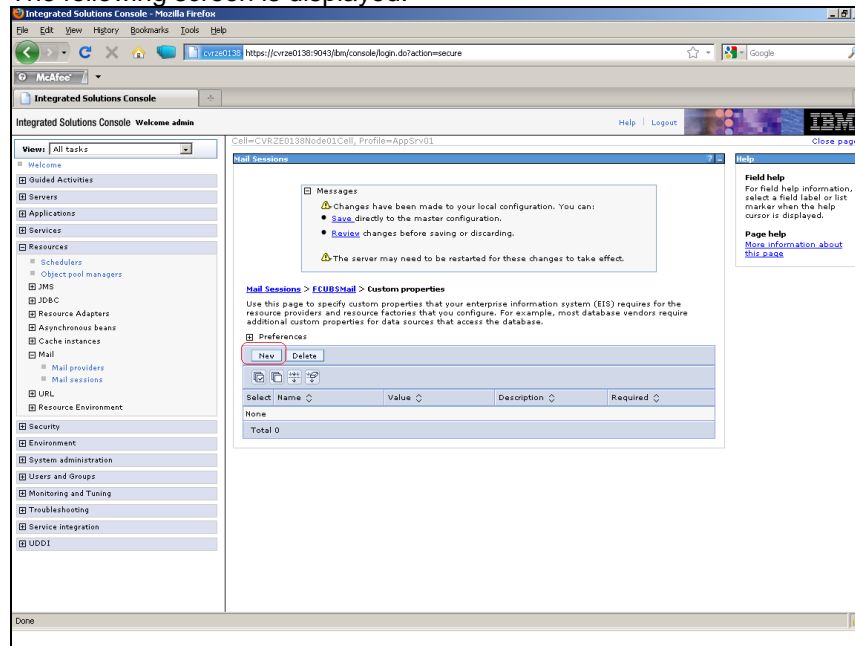 The following screen is displayed:
Integrated Solutions Console - Mozilla Firefox
File Edit View History Bookmarks Tools Help
cvrze0138 https://cvrze0138:9043/ibm/console/login.do?action=secure
Google
McAfee
Integrated Solutions Console
Integrated Solutions Console Welcome admin
Help | Logout
IBM
View: All tasks
Welcome
Guided Activities
Servers
Applications
Services
Resources
Schedulers
Object pool managers
JMS
JDBC
Resource Adapters
Asynchronous beans
Cache instances
Mail
Mail providers
Mail sessions
URL
Resource Environment
Security
Environment
System administration
Users and Groups
Monitoring and Tuning
Troubleshooting
Service integration
UDDI
Cell=CVRZE0138Node01Cell, Profile=AppSrv01
Close page
Mail Sessions
Messages
Changes have been made to your local configuration. You can:
Save directly to the master configuration.
Review changes before saving or discarding.
The server may need to be restarted for these changes to take effect.
Mail Sessions > FCUBSMail > Custom properties
Use this page to specify custom properties that your enterprise information system (EIS) requires for the
resource providers and resource factories that you configure. For example, most database vendors require
additional custom properties for data sources that access the database.
Preferences
New Delete
Select Name Value Description Required
None
Total 0
Help
Field help
For field help information,
select a field label or list
marker when the help
cursor is displayed.
Page help
More information about
this page
Done